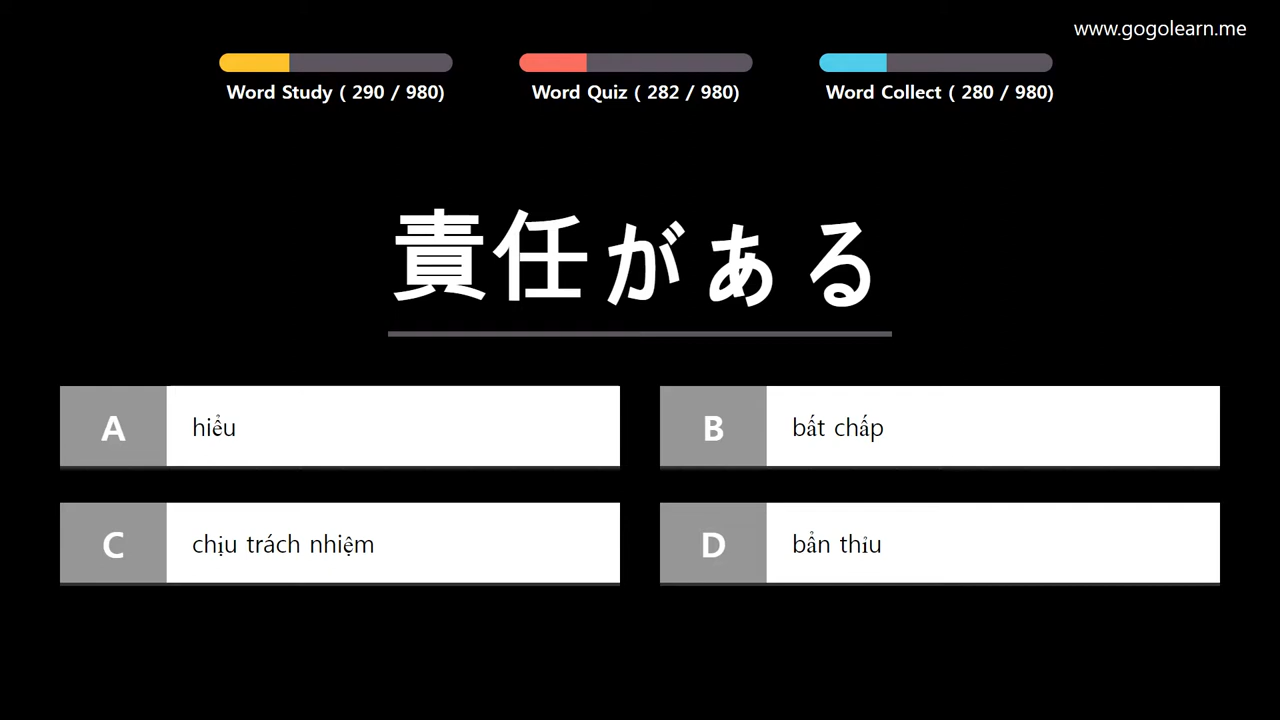 www.gogolearn.me
Word Study ( 290 / 980)
Word Quiz ( 282 / 980)
Word Collect ( 280 / 980)
責任がある
A
hiểu
B
bất chấp
C
chịu trách nhiệm
D
bẩn thỉu